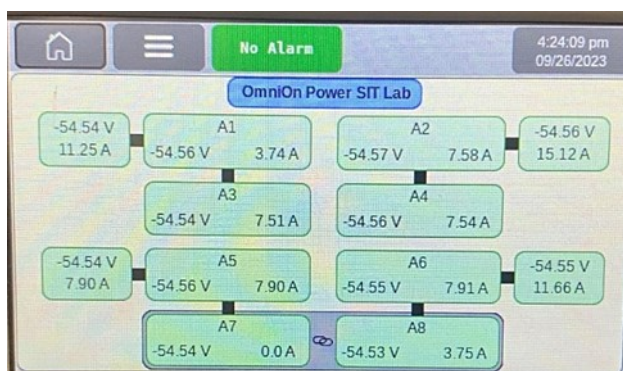 No Alarm
4:24:09 pm
09/26/2023
OmniOn Power SIT Lab
-54.54 V
11.25 A
A1
-54.56 V 3.74 A
A2
-54.57 V 7.58 A
-54.56 V
15.12 A
A3
-54.54 V 7.51 A
A4
-54.56 V 7.54 A
-54.54 V
7.90 A
A5
-54.56 V 7.90 A
A6
-54.55 V 7.91 A
-54.55 V
11.66 A
A7
-54.54 V 0.0 A
A8
-54.53 V 3.75 A